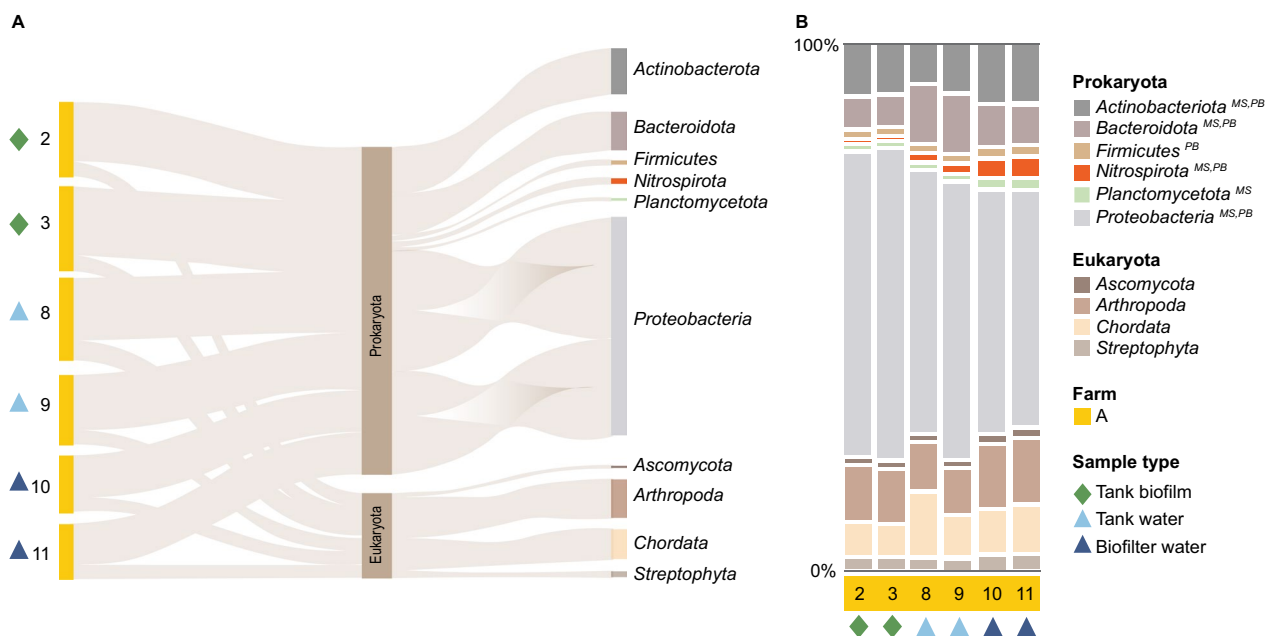 A
2
3
8
9
10
11
Prokaryota
Eukaryota
Actinobacterota
Bacteroidota
Firmicutes
Nitrospirota
Planctomycetota
Proteobacteria
Ascomycota
Arthropoda
Chordata
Streptophyta
B
100%
0%
2 3 8 9 10 11
Prokaryota
Actinobacteriota MS,PB
Bacteroidota MS,PB
Firmicutes PB
Nitrospirota MS,PB
Planctomycetota MS
Proteobacteria MS,PB
Eukaryota
Ascomycota
Arthropoda
Chordata
Streptophyta
Farm
A
Sample type
Tank biofilm
Tank water
Biofilter water